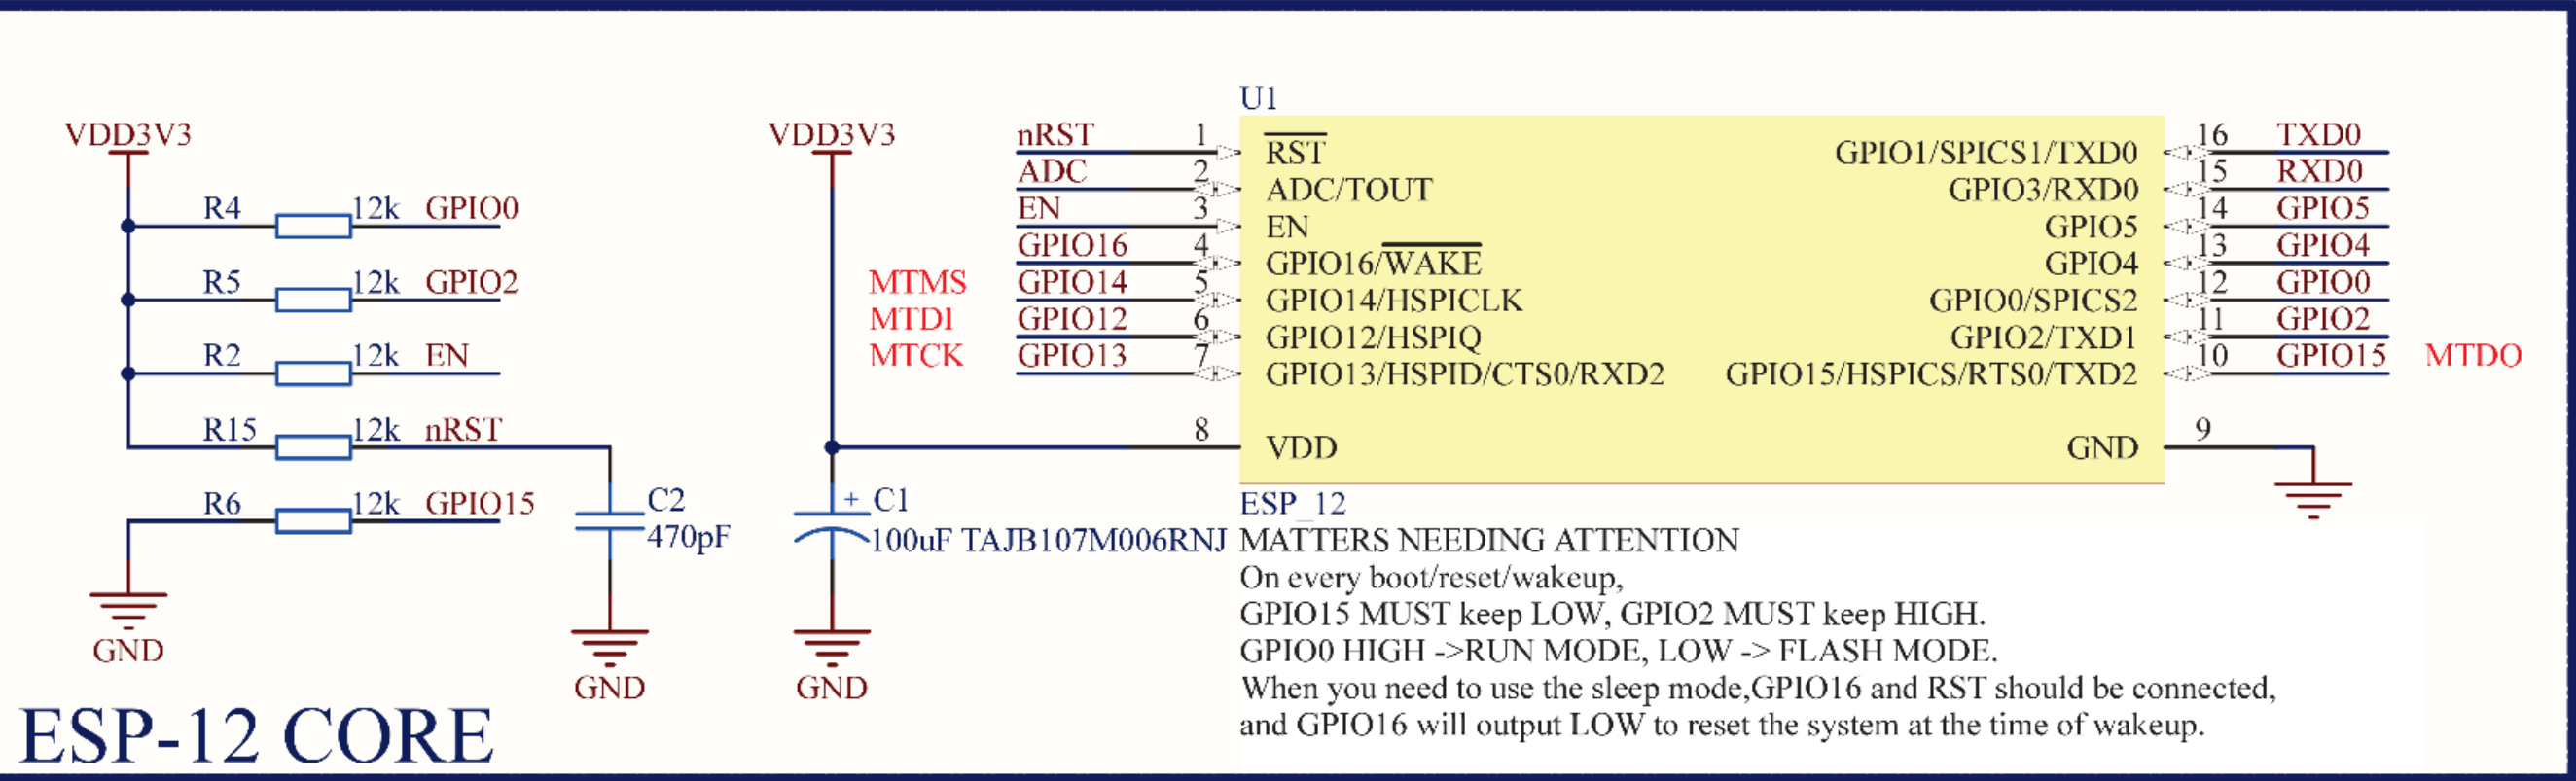 VDD3V3
R4 12k GPIO0
R5 12k GPIO2
R2 12k EN
R15 12k nRST
R6 12k GPIO15
GND
C2
470pF
GND
VDD3V3
C1
+
100uF TAJB107M006RNJ
GND
U1
nRST 1 RST
ADC 2 ADC/TOUT
EN 3 EN
GPIO16 4 GPIO16/WAKE
MTMS GPIO14 5 GPIO14/HSPICLK
MTDI GPIO12 6 GPIO12/HSPIQ
MTCK GPIO13 7 GPIO13/HSPID/CTS0/RXD2
8 VDD
GPIO1/SPICS1/TXD0 16 TXD0
GPIO3/RXD0 15 RXD0
GPIO5 14 GPIO5
GPIO4 13 GPIO4
GPIO0/SPICS2 12 GPIO0
GPIO2/TXD1 11 GPIO2
GPIO15/HSPICS/RTS0/TXD2 10 GPIO15 MTDO
GND 9
ESP_12
MATTERS NEEDING ATTENTION
On every boot/reset/wakeup,
GPIO15 MUST keep LOW, GPIO2 MUST keep HIGH.
GPIO0 HIGH ->RUN MODE, LOW -> FLASH MODE.
When you need to use the sleep mode,GPIO16 and RST should be connected,
and GPIO16 will output LOW to reset the system at the time of wakeup.
ESP-12 CORE